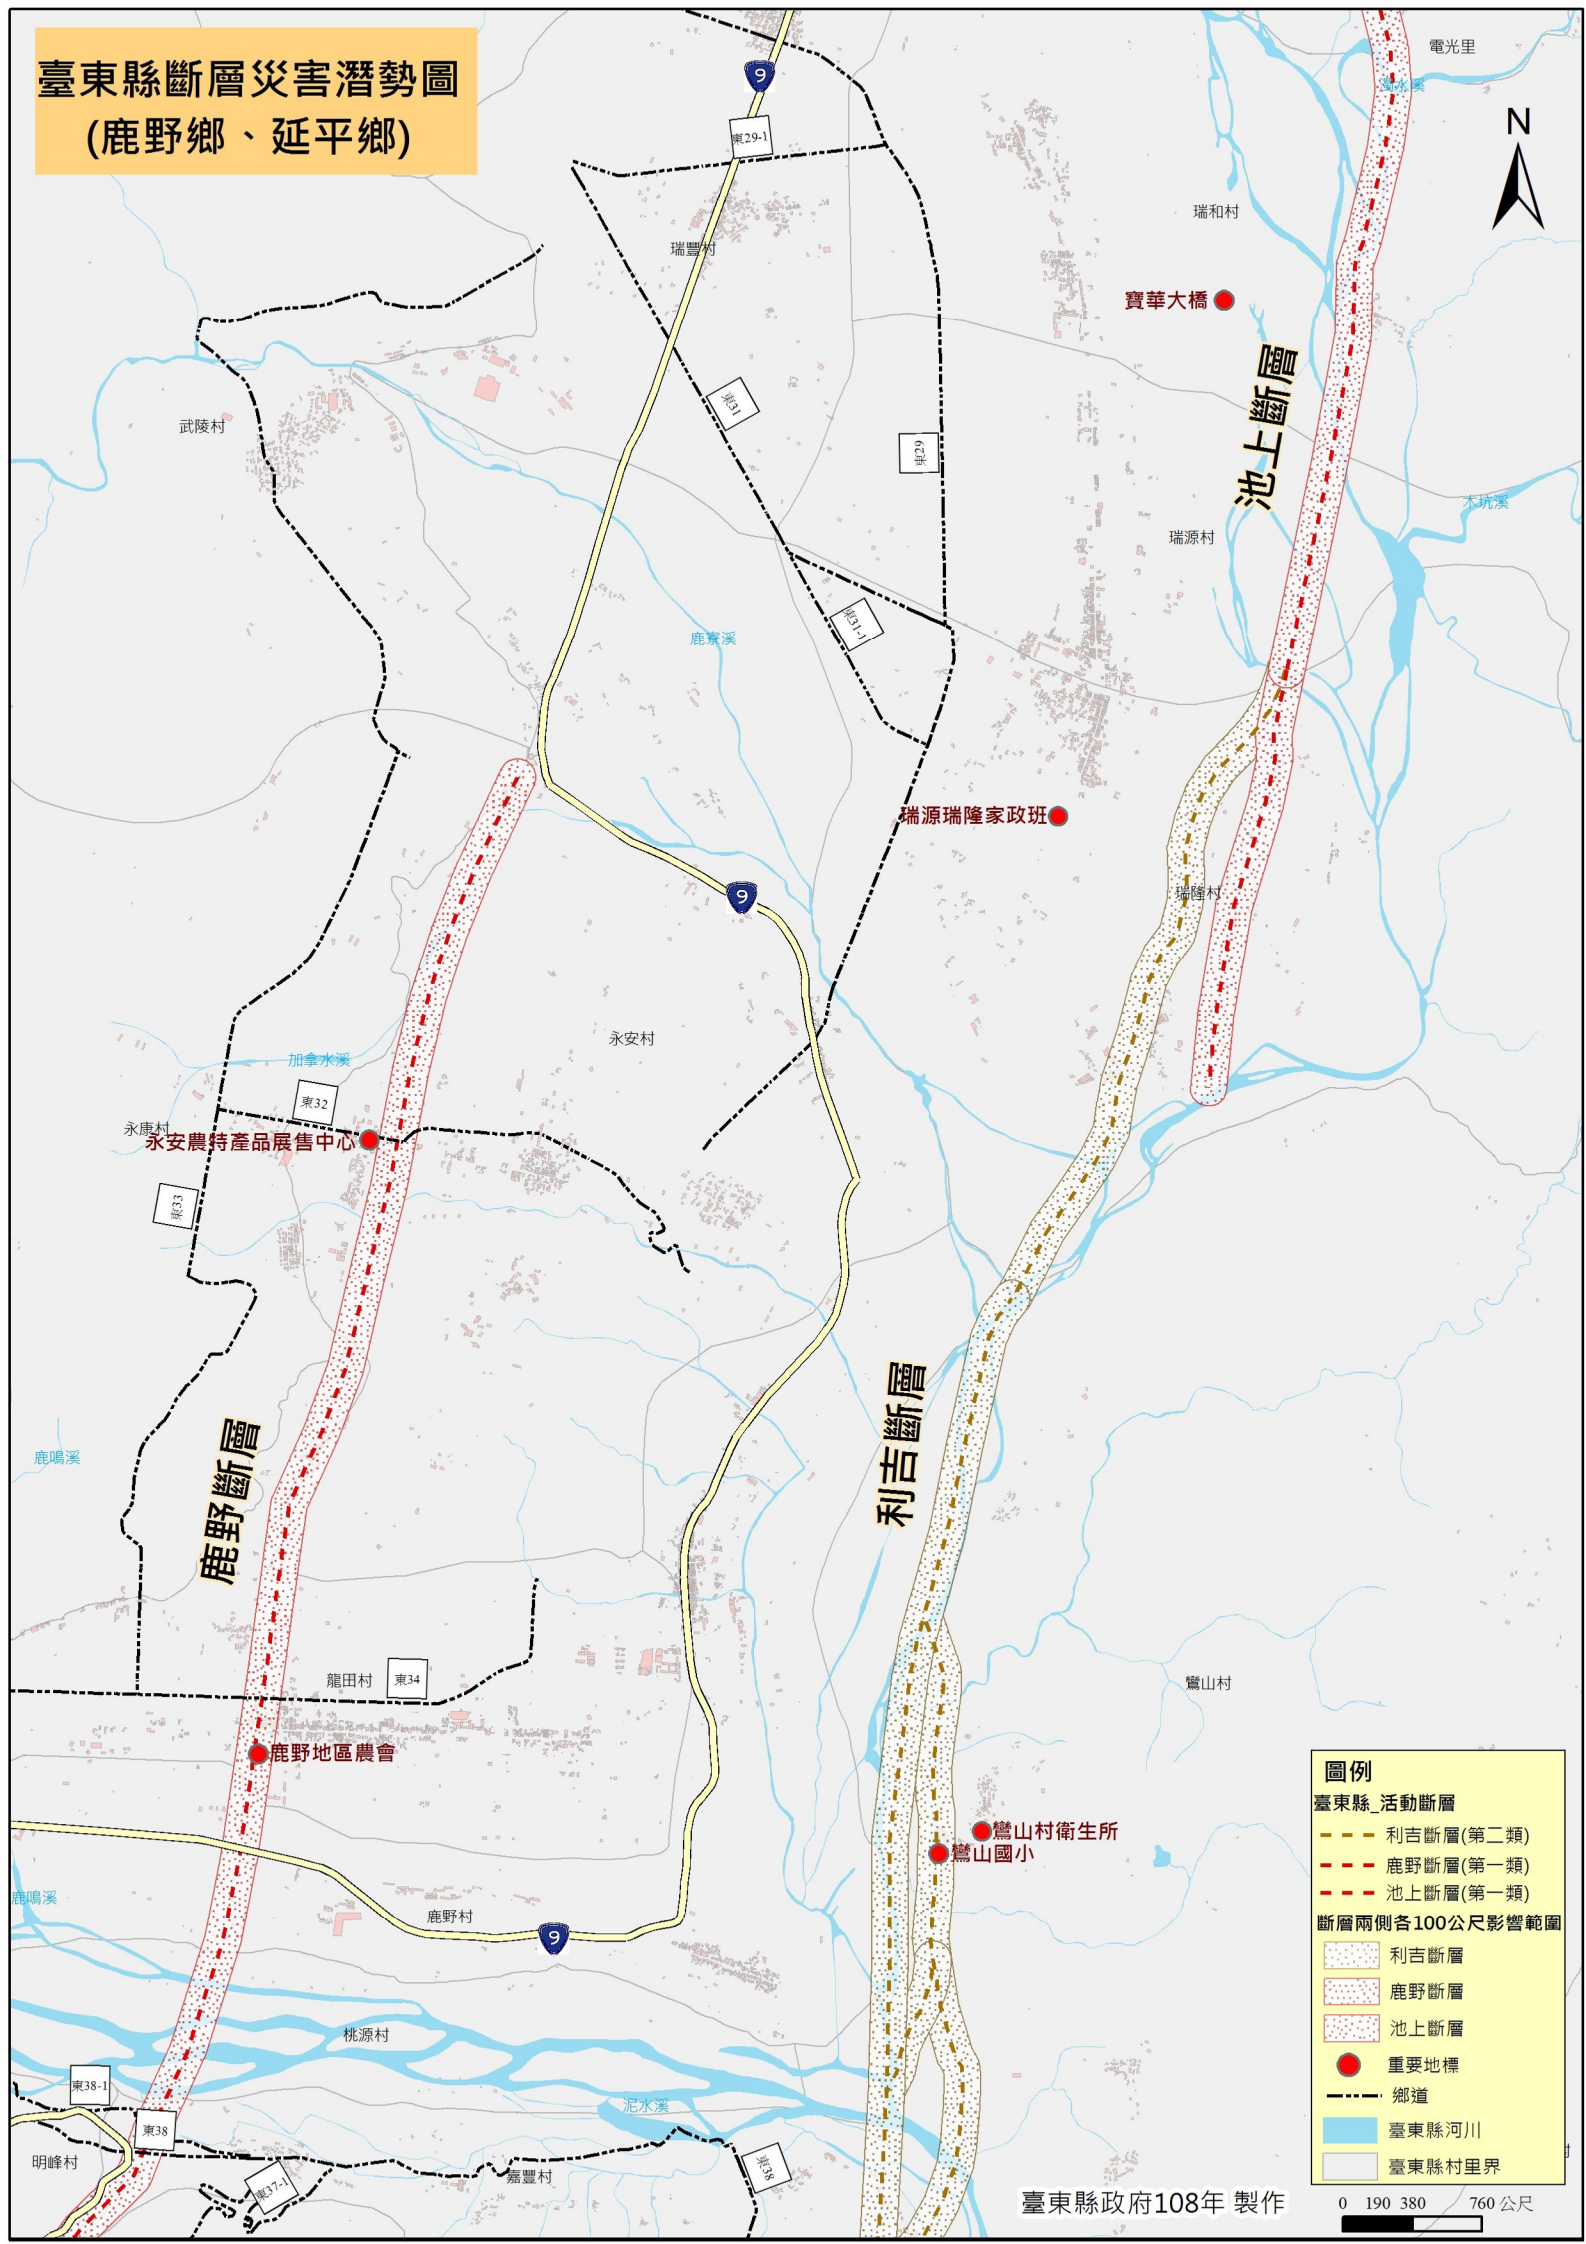 臺東縣斷層災害潛勢圖
(鹿野鄉、延平鄉)
電光里
濁水溪
N
9
東29-1
瑞和村
瑞豐村
寶華大橋
池上斷層
東31
武陵村
東29
木坑溪
瑞源村
東31-1
鹿寮溪
瑞源瑞隆家政班
瑞隆村
9
永安村
加拿水溪
東32
永康村
永安農特產品展售中心
東33
利吉斷層
鹿野斷層
鹿鳴溪
龍田村
東34
鸞山村
鹿野地區農會
鸞山村衛生所
鸞山國小
鹿鳴溪
鹿野村
9
桃源村
東38-1
東38
泥水溪
明峰村
東37-1
嘉豐村
東38
圖例
臺東縣_活動斷層
利吉斷層(第二類)
鹿野斷層(第一類)
池上斷層(第一類)
斷層兩側各100公尺影響範圍
利吉斷層
鹿野斷層
池上斷層
重要地標
鄉道
臺東縣河川
臺東縣村里界
村
臺東縣政府108年 製作
0 190 380 760 公尺